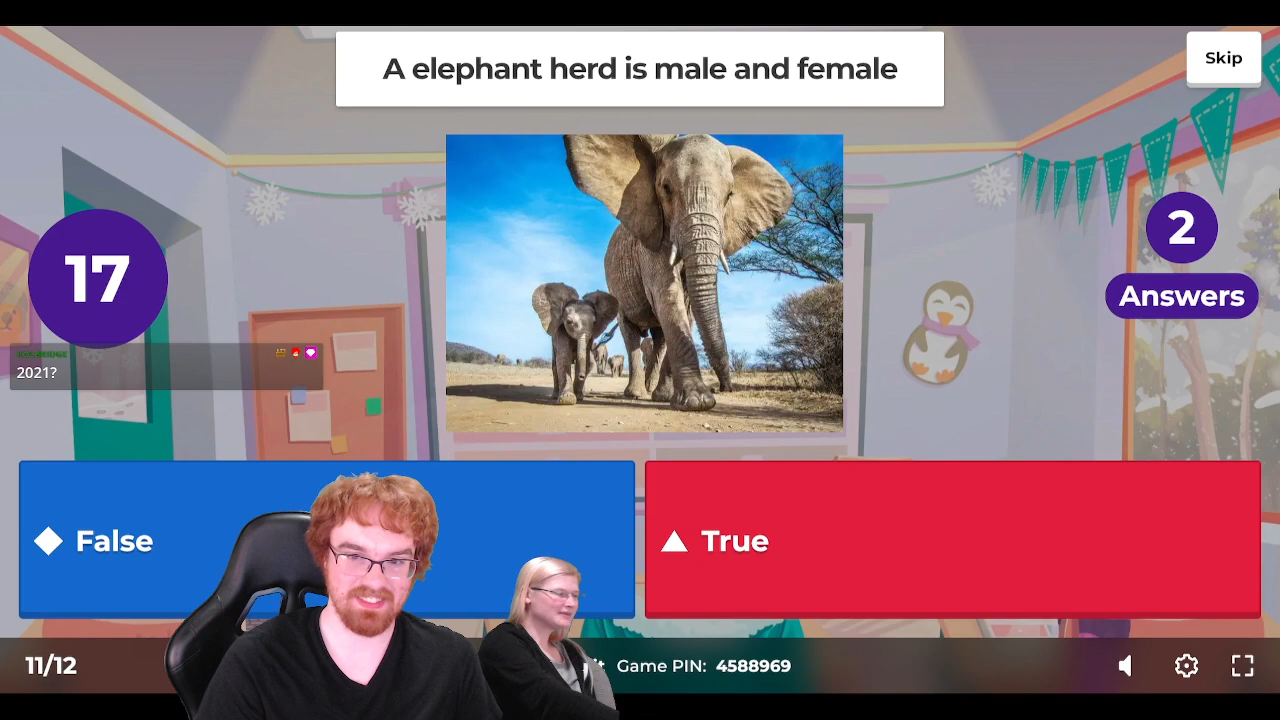 A elephant herd is male and female
Skip
17
2
Answers
2021?
False
True
11/12
Game PIN: 4588969